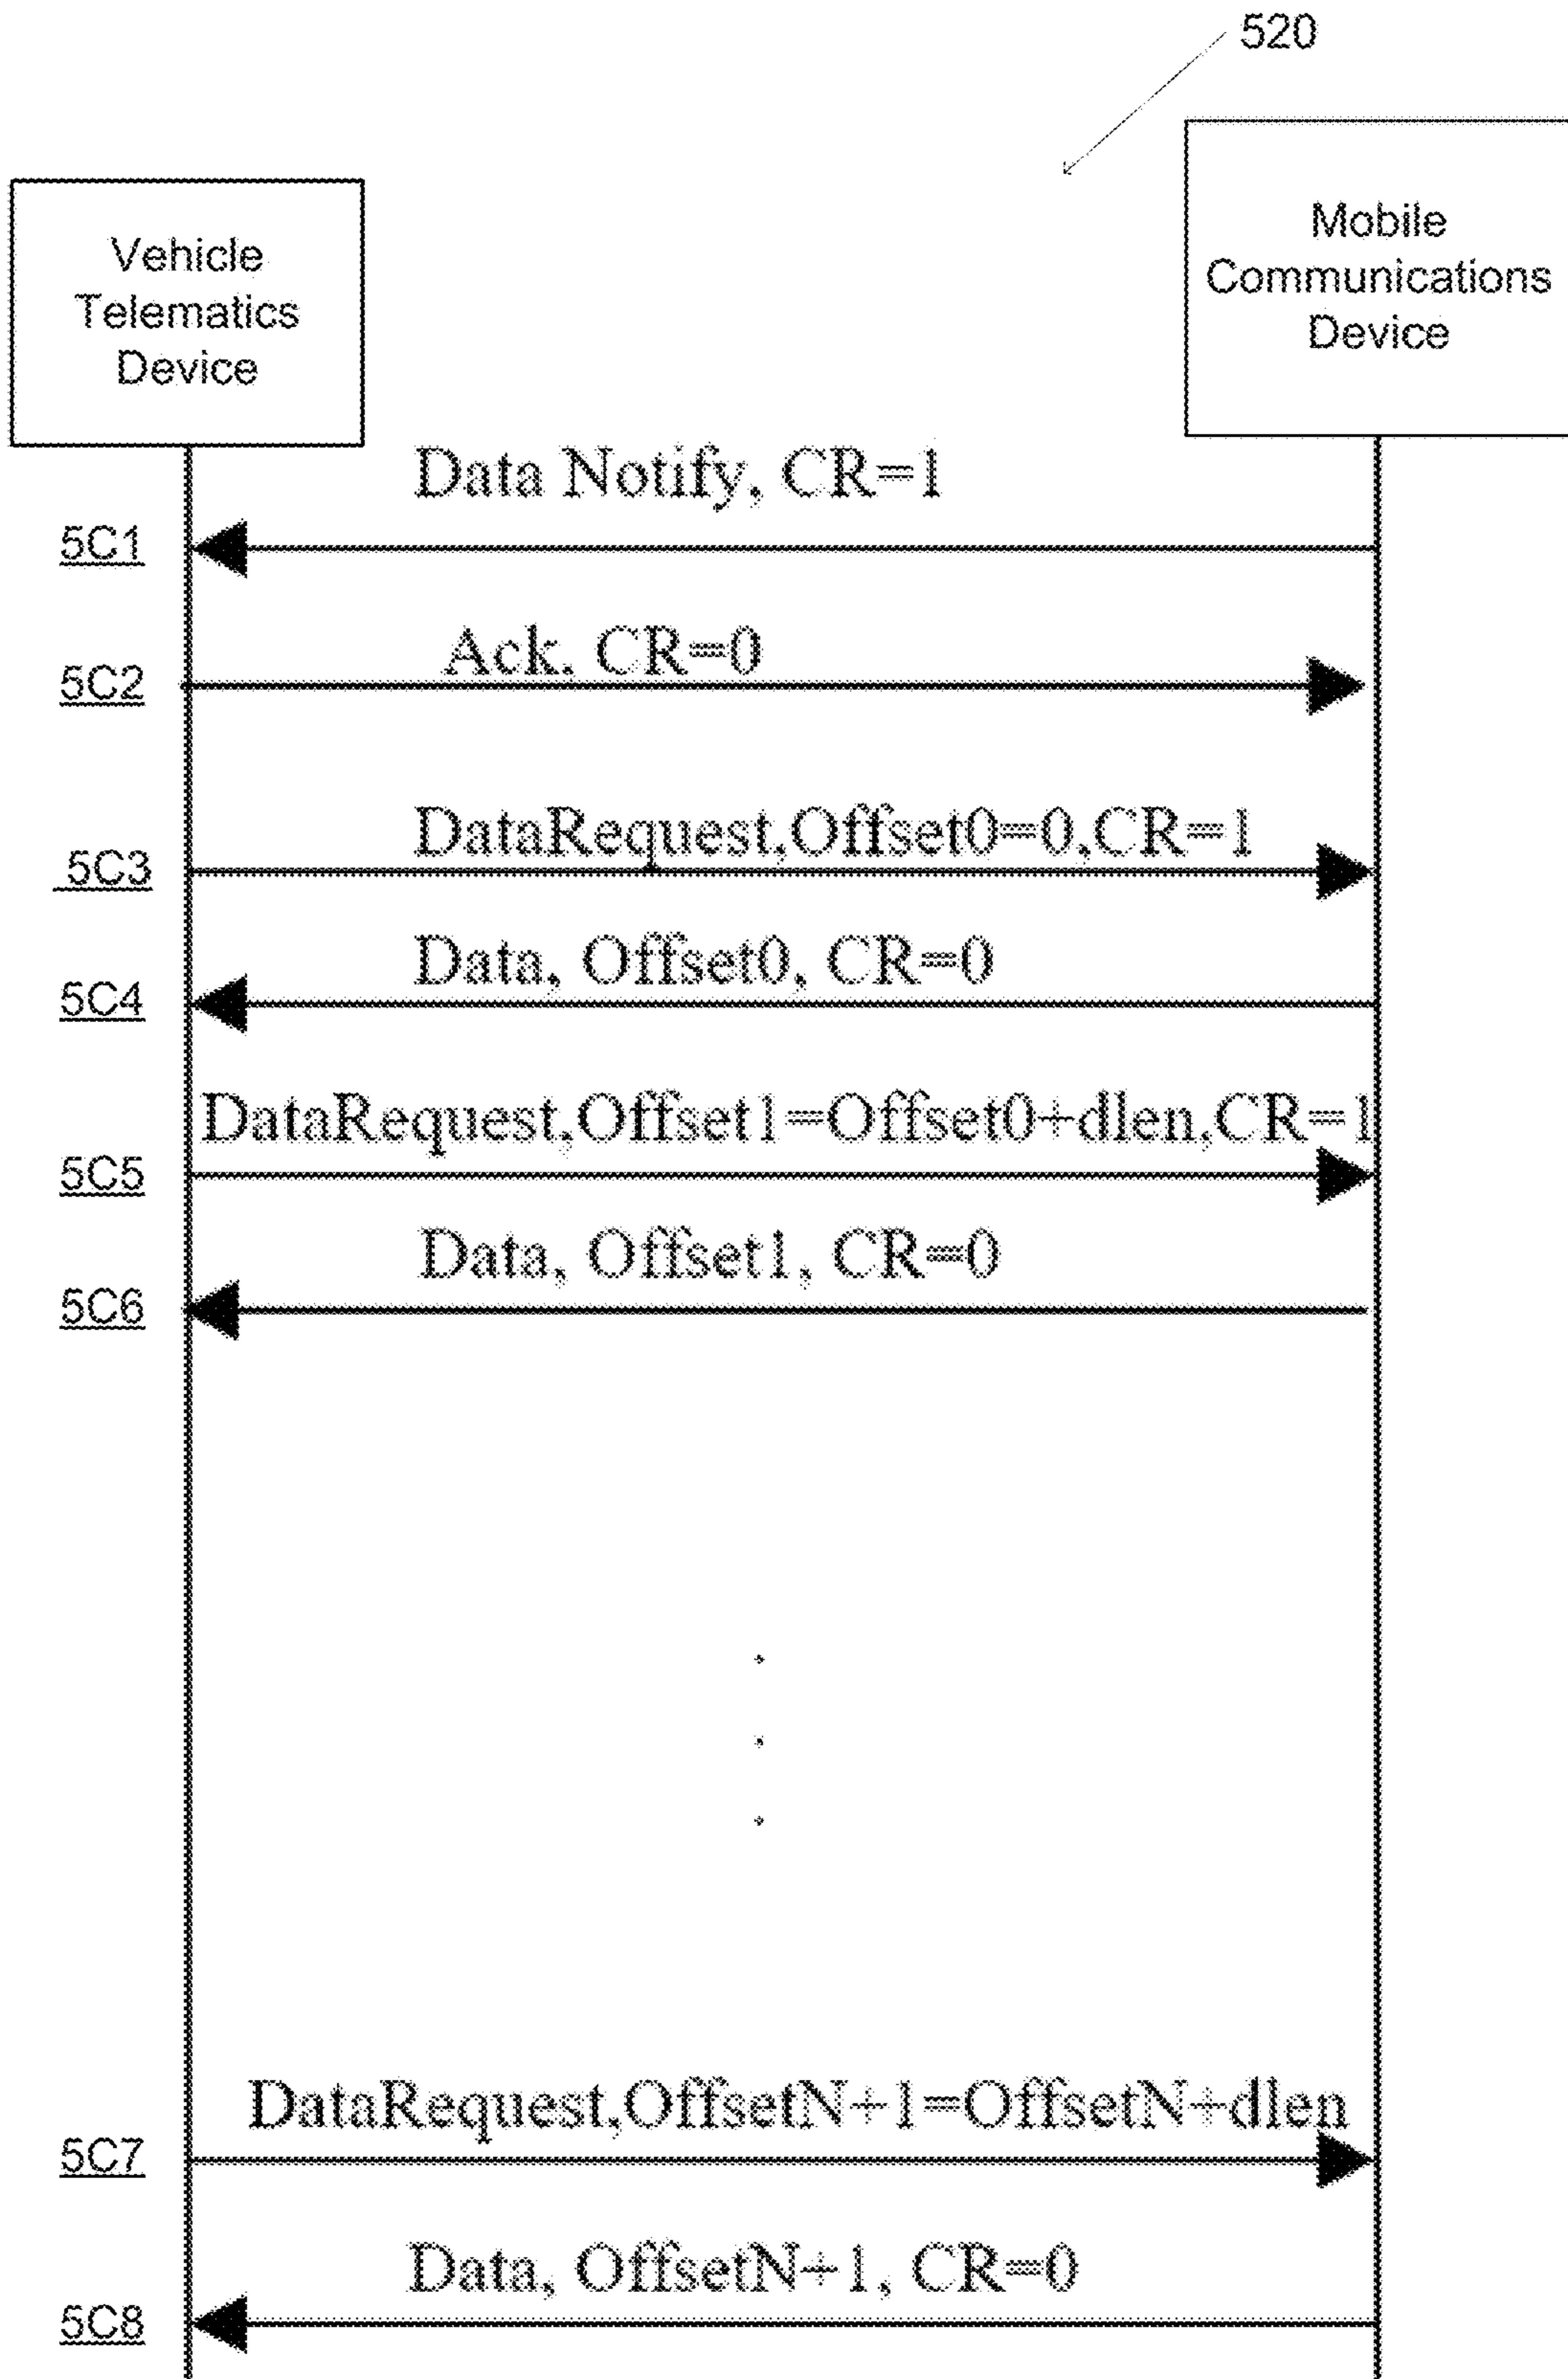 520
Vehicle
Telematics
Device
Mobile
Communications
Device
Data Notify, CR=1
5C1
Ack, CR=0
5C2
DataRequest,Offset0=0,CR=1
5C3
Data, Offset0, CR=0
5C4
DataRequest,Offset1=Offset0+dlen,CR=1
5C5
Data, Offset1, CR=0
5C6
DataRequest,OffsetN+1=OffsetN+dlen
5C7
Data, OffsetN+1, CR=0
5C8